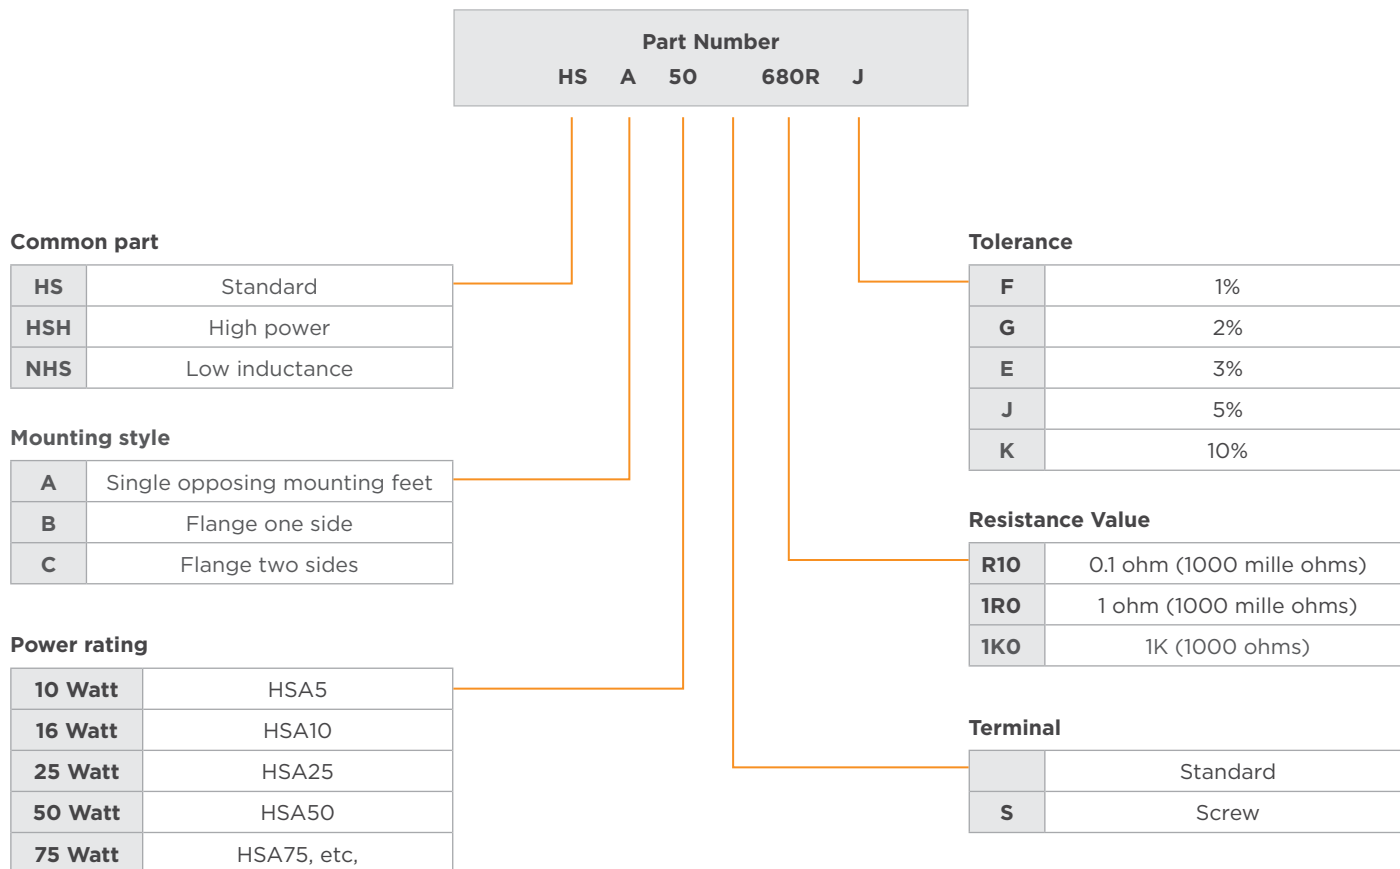 Part Number
HS A 50 680R J
Common part
HS Standard
HSH High power
NHS Low inductance
Mounting style
A Single opposing mounting feet
B Flange one side
C Flange two sides
Power rating
10 Watt HSA5
16 Watt HSA10
25 Watt HSA25
50 Watt HSA50
75 Watt HSA75, etc,
Tolerance
F 1%
G 2%
E 3%
J 5%
K 10%
Resistance Value
R10 0.1 ohm (1000 mille ohms)
1R0 1 ohm (1000 mille ohms)
1K0 1K (1000 ohms)
Terminal
Standard
S Screw